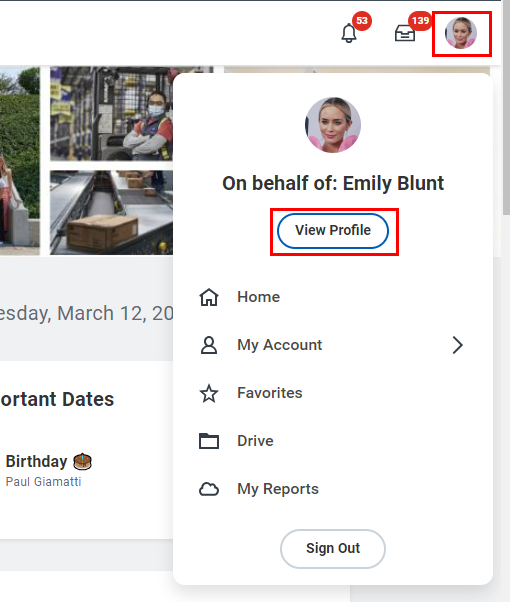 53
139
On behalf of: Emily Blunt
View Profile
esday, March 12, 20
Home
My Account
ortant Dates
Favorites
Drive
Birthday
Paul Giamatti
My Reports
Sign Out